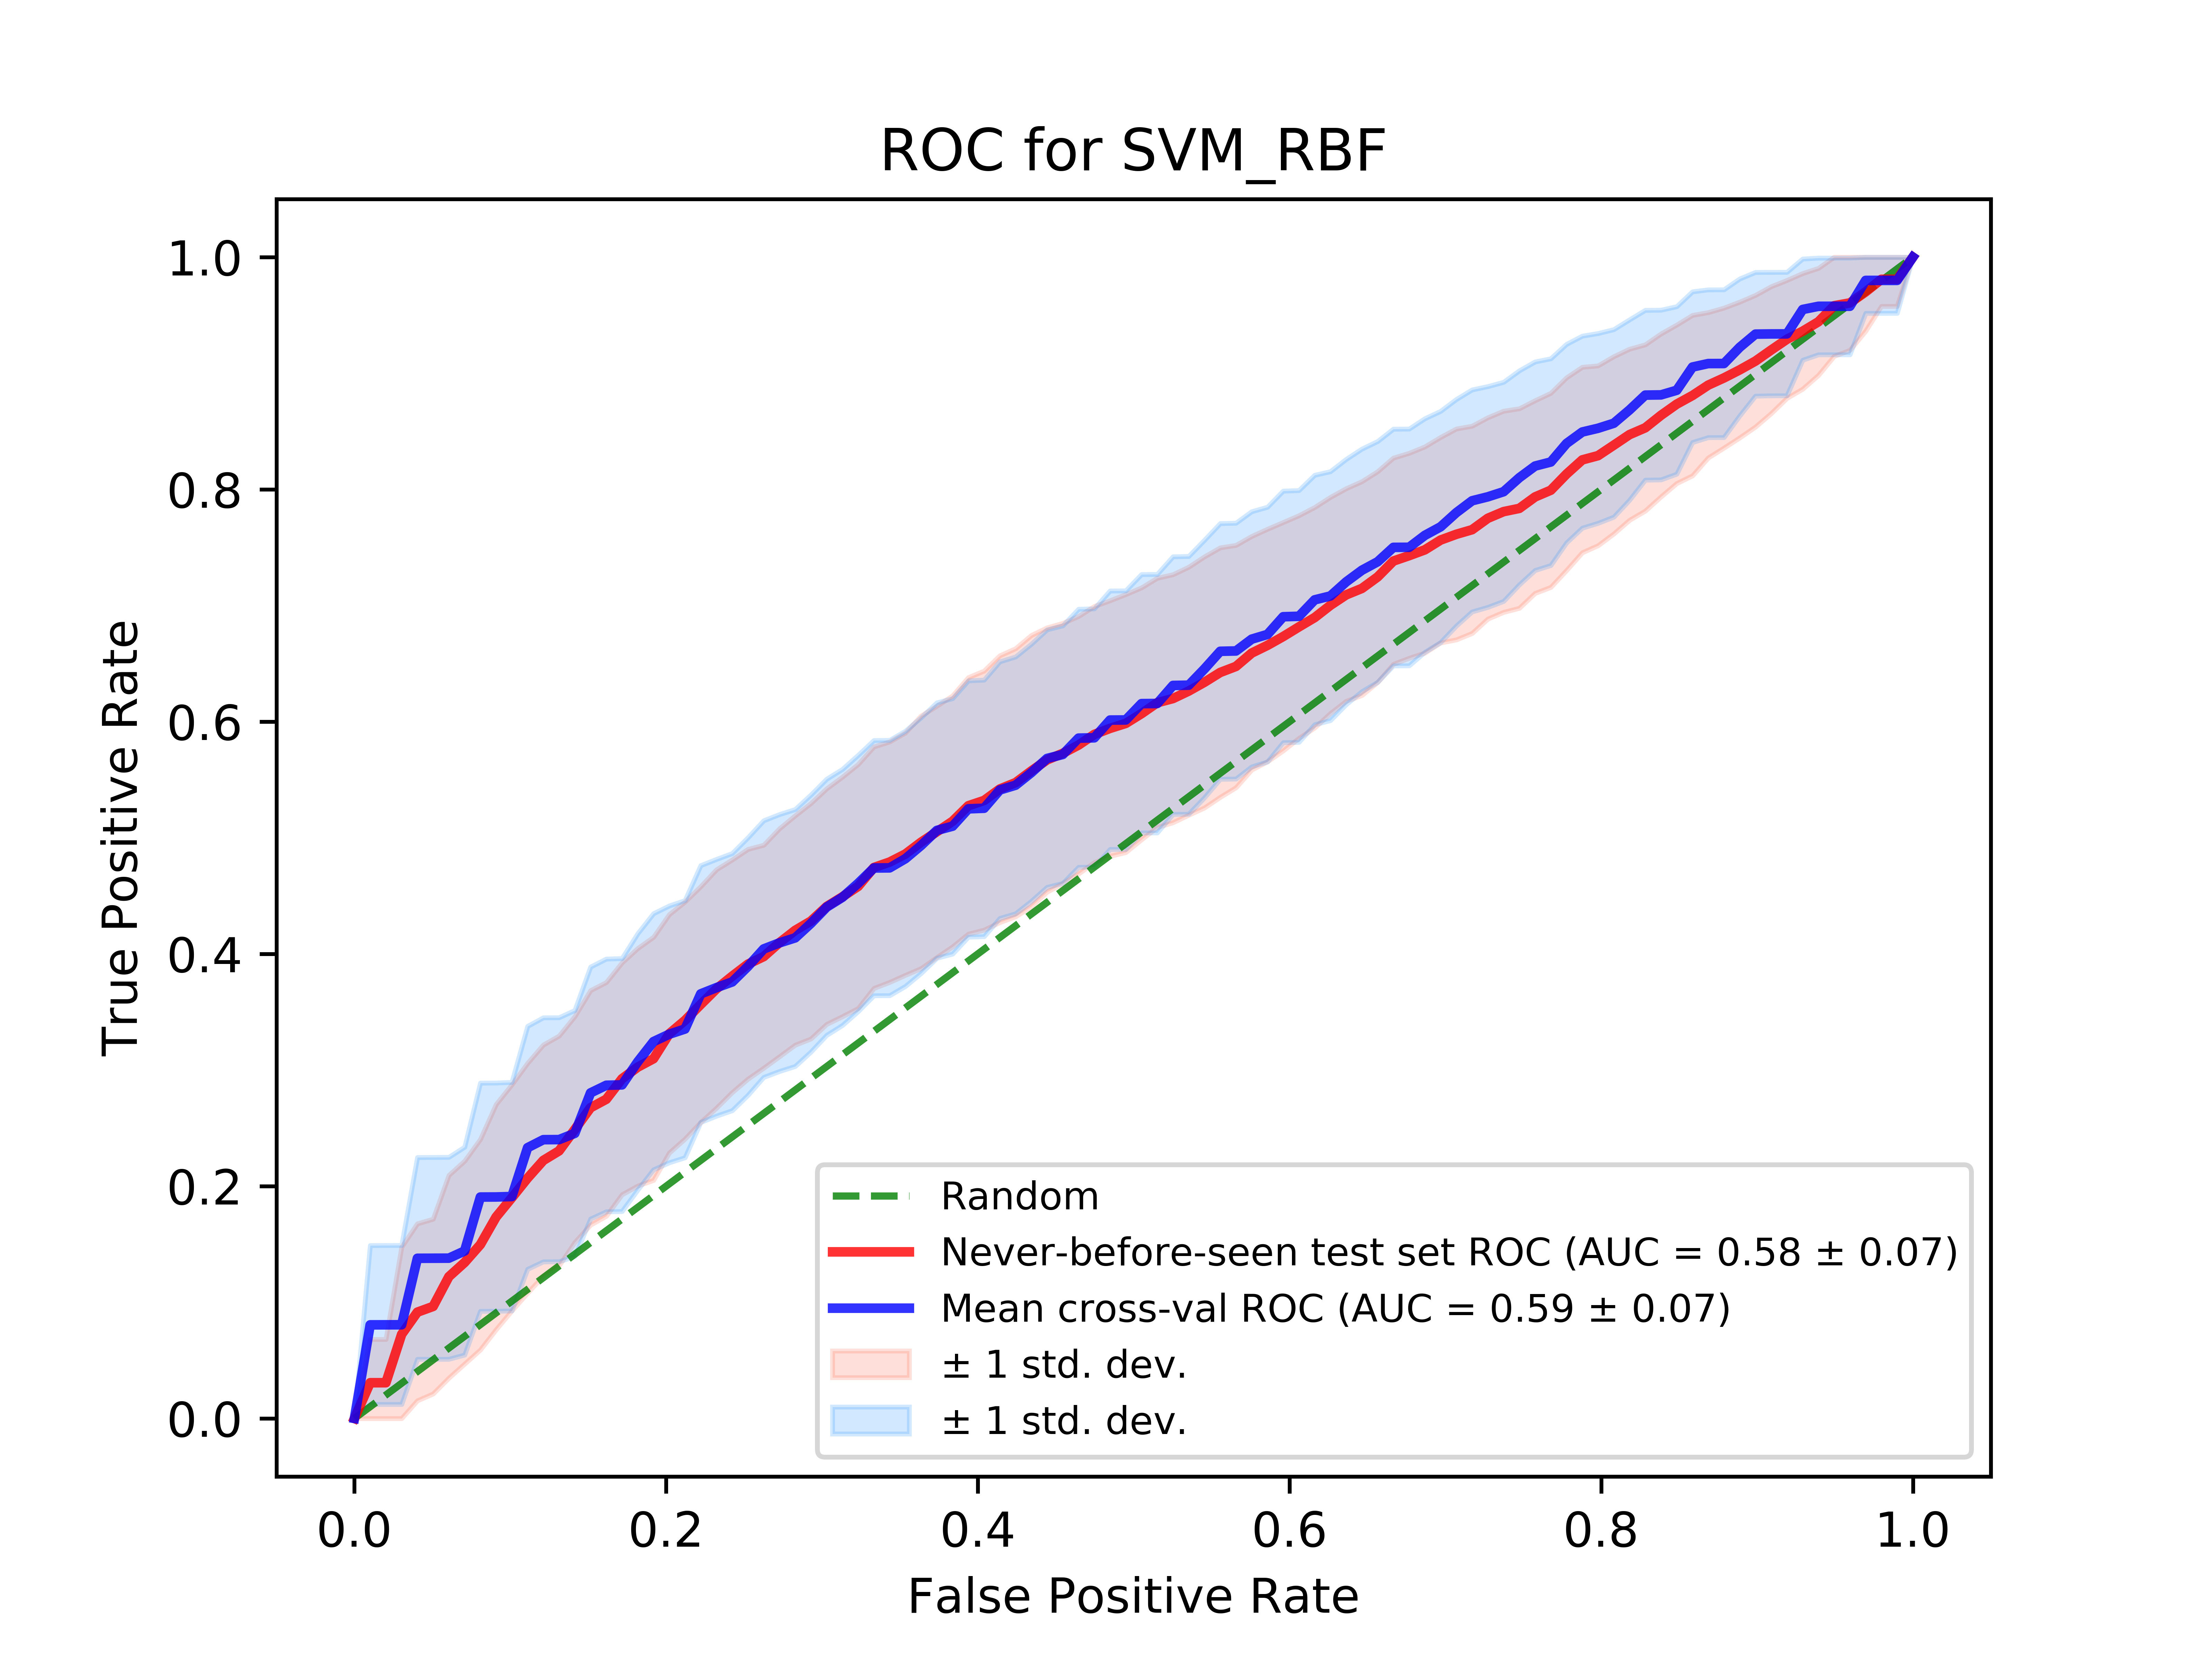 ROC for SVM_RBF
1.0
0.8
0.6
0.4
0.2
0.0
True Positive Rate
Random
Never-before-seen test set ROC (AUC = 0.58 ± 0.07)
Mean cross-val ROC (AUC = 0.59 ± 0.07)
± 1 std. dev.
± 1 std. dev.
0.0 0.2 0.4 0.6 0.8 1.0
False Positive Rate